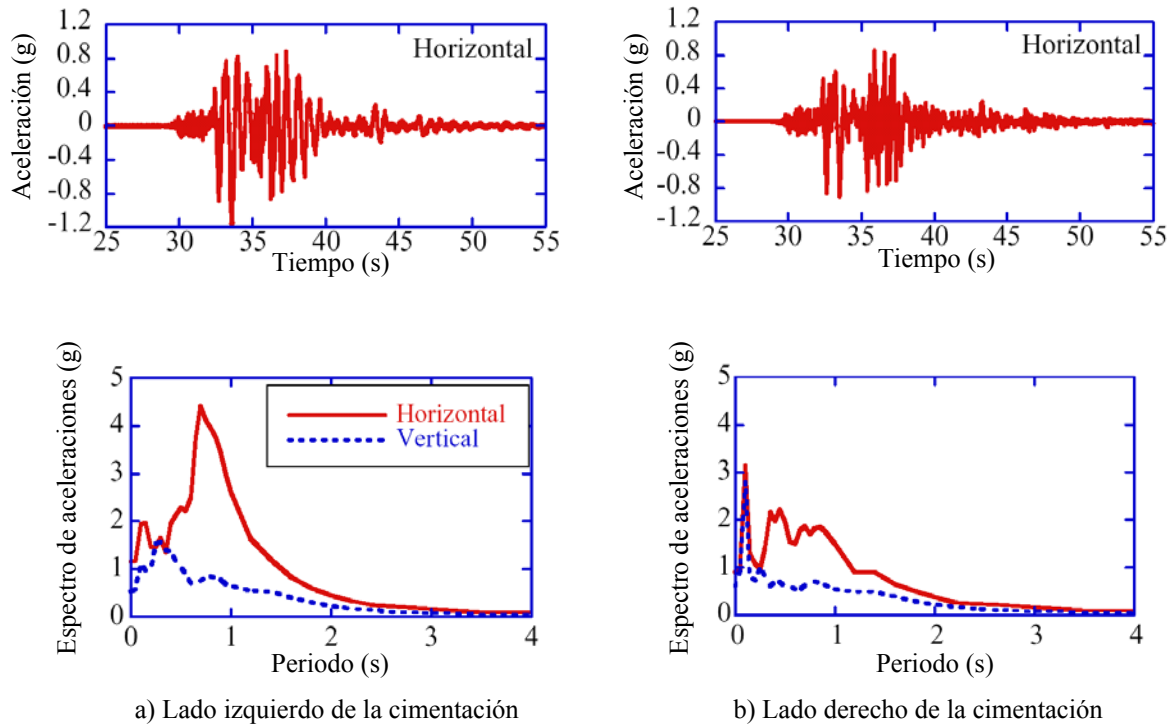 Aceleración (g)
1.2
0.8
0.4
0
-0.4
-0.8
-1.2
Horizontal
25 30 35 40 45 50 55
Tiempo (s)
Aceleración (g)
1.2
0.8
0.4
0
-0.4
-0.8
-1.2
Horizontal
25 30 35 40 45 50 55
Tiempo (s)
Espectro de aceleraciones (g)
5
4
3
2
1
0
Horizontal
Vertical
0 1 2 3 4
Periodo (s)
a) Lado izquierdo de la cimentación
Espectro de aceleraciones (g)
5
4
3
2
1
0
0 1 2 3 4
Periodo (s)
b) Lado derecho de la cimentación